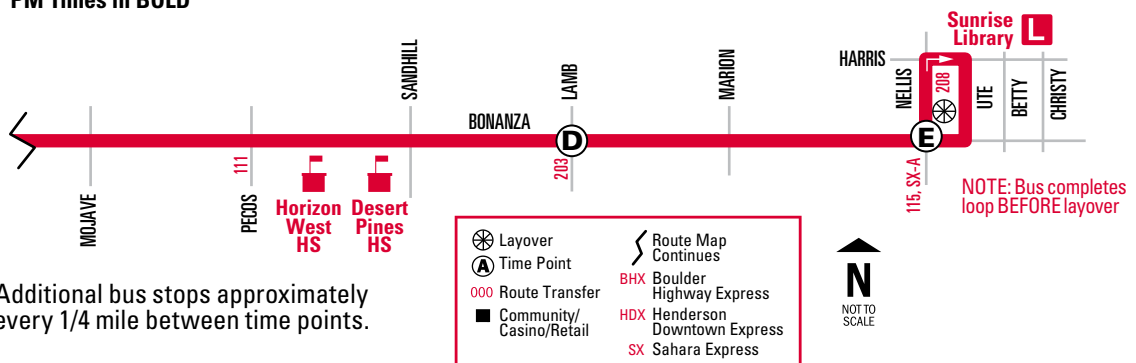 PM Times in BOLD
Sunrise
Library
L
HARRIS
NELLIS
208
UTE
BETTY
CHRISTY
SANDHILL
LAMB
MARION
BONANZA
D
E
111
203
115, SX-A
MOJAVE
PECOS
Horizon
West
HS
Desert
Pines
HS
NOTE: Bus completes
loop BEFORE layover
Additional bus stops approximately
every 1/4 mile between time points.
Layover
A Time Point
000 Route Transfer
Community/
Casino/Retail
Route Map
Continues
BHX Boulder
Highway Express
HDX Henderson
Downtown Express
SX Sahara Express
N
NOT TO
SCALE